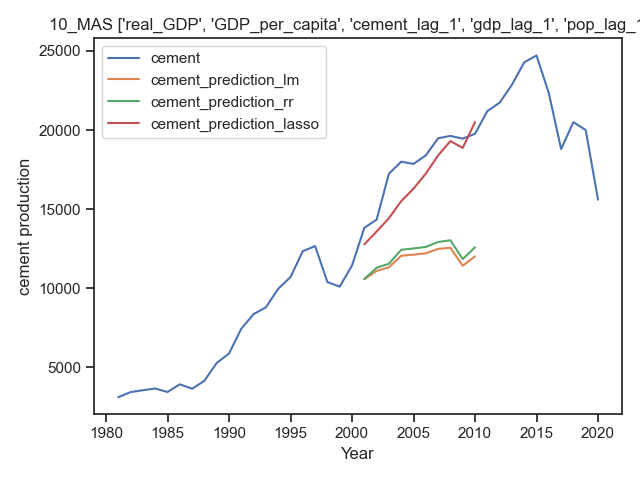 10_MAS ['real_GDP', 'GDP_per_capita', 'cement_lag_1', 'gdp_lag_1', 'pop_lag_1
25000
20000
15000
10000
5000
cement production
cement
cement_prediction_lm
cement_prediction_rr
cement_prediction_lasso
1980 1985 1990 1995 2000 2005 2010 2015 2020
Year